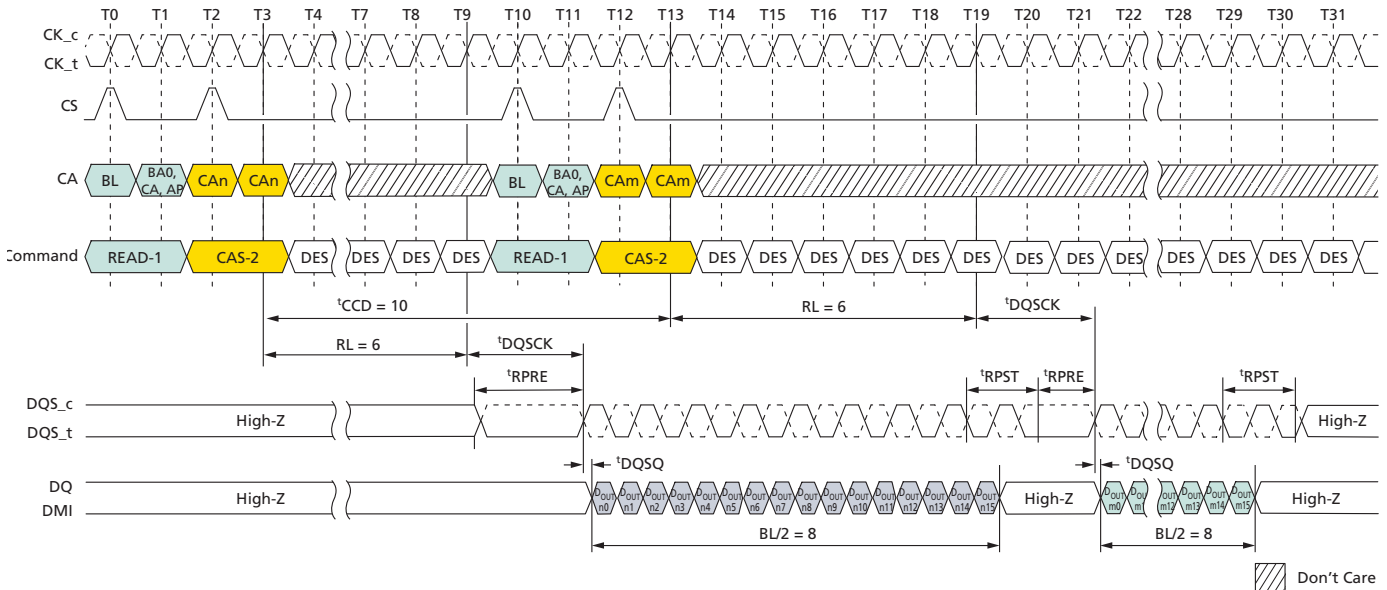 T0 T1 T2 T3 T4 T7 T8 T9 T10 T11 T12 T13 T14 T15 T16 T17 T18 T19 T20 T21 T22 T28 T29 T30 T31
CK_c
CK_t
CS
CA BL BA0, CA, AP CAn CAn BL BA0, CA, AP CAm CAm
Command READ-1 CAS-2 DES DES DES DES READ-1 CAS-2 DES DES DES DES DES DES DES DES DES DES DES DES DES
tCCD = 10 RL = 6 tDQSCK
RL = 6 tDQSCK
tRPRE tRPST tRPRE tRPST
DQS_c
DQS_t
High-Z High-Z
tDQSQ tDQSQ
DQ
DMI
High-Z DOUT n0 DOUT n1 DOUT n2 DOUT n3 DOUT n4 DOUT n5 DOUT n6 DOUT n7 DOUT n8 DOUT n9 DOUT n10 DOUT n11 DOUT n12 DOUT n13 DOUT n14 DOUT n15 High-Z DOUT m0 DOUT m12 DOUT m13 DOUT m14 DOUT m15 High-Z
BL/2 = 8 BL/2 = 8
Don't Care